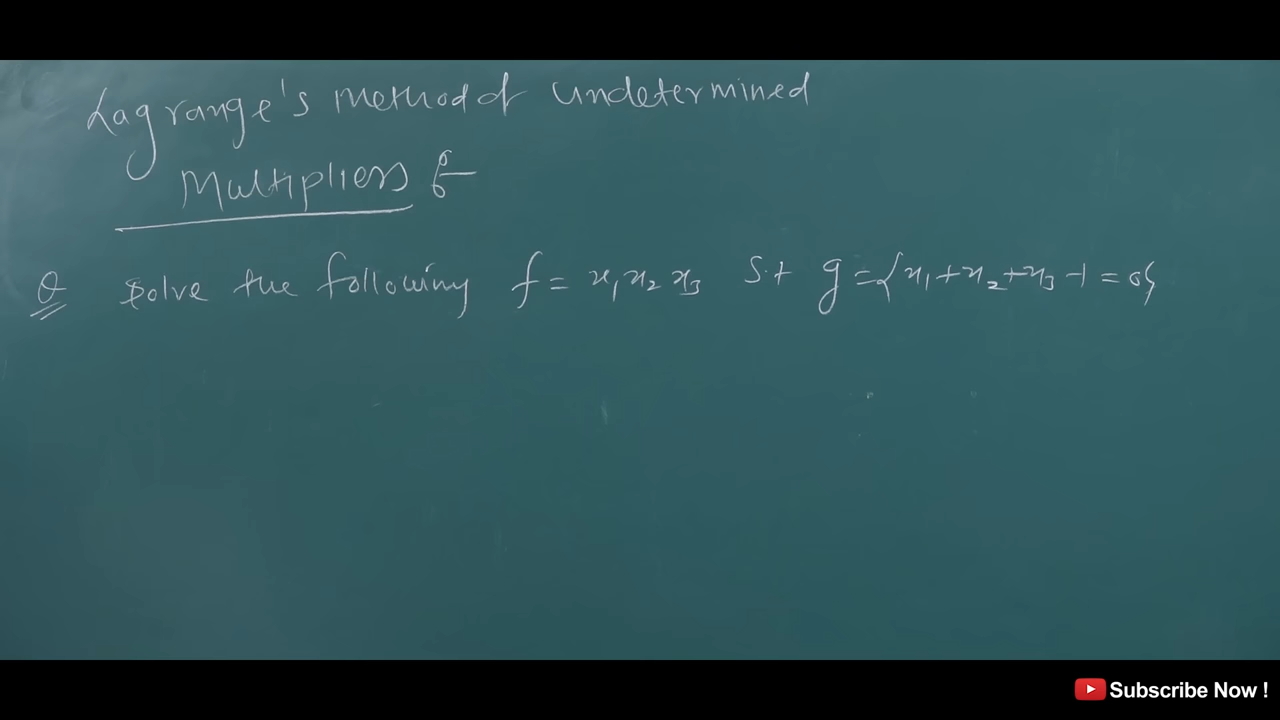 Lagrange's method of undetermined
Multipliers :-
Q Solve the following f = x₁x₂x₃ S.t g = {x₁+x₂+x₃-1=0}
Subscribe Now !